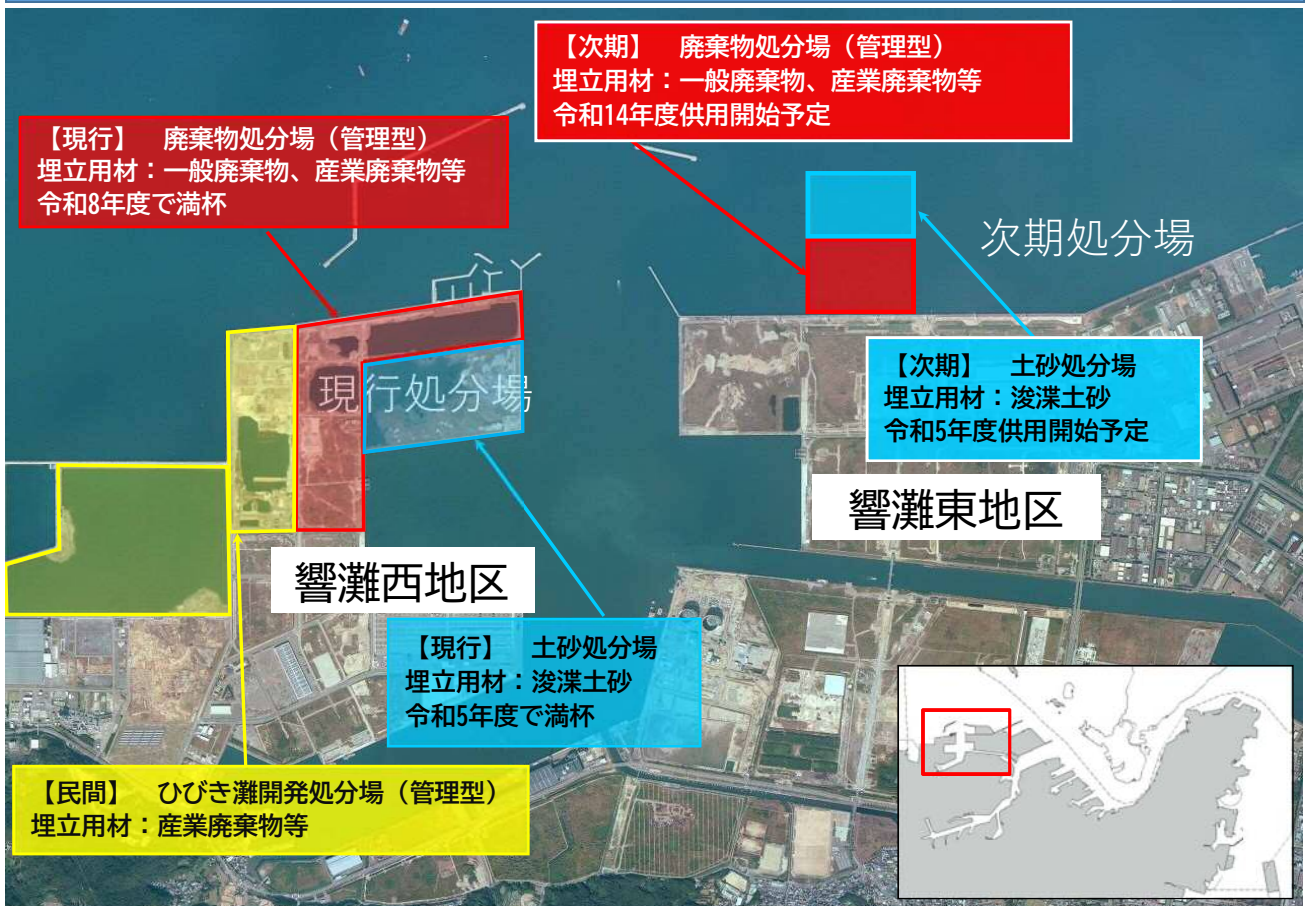 【次期】 廃棄物処分場（管理型）
埋立用材：一般廃棄物、産業廃棄物等
令和14年度供用開始予定
【現行】 廃棄物処分場（管理型）
埋立用材：一般廃棄物、産業廃棄物等
令和8年度で満杯
次期処分場
【次期】 土砂処分場
埋立用材：浚渫土砂
令和5年度供用開始予定
現行処分場
響灘東地区
響灘西地区
【現行】 土砂処分場
埋立用材：浚渫土砂
令和5年度で満杯
【民間】 ひびき灘開発処分場（管理型）
埋立用材：産業廃棄物等